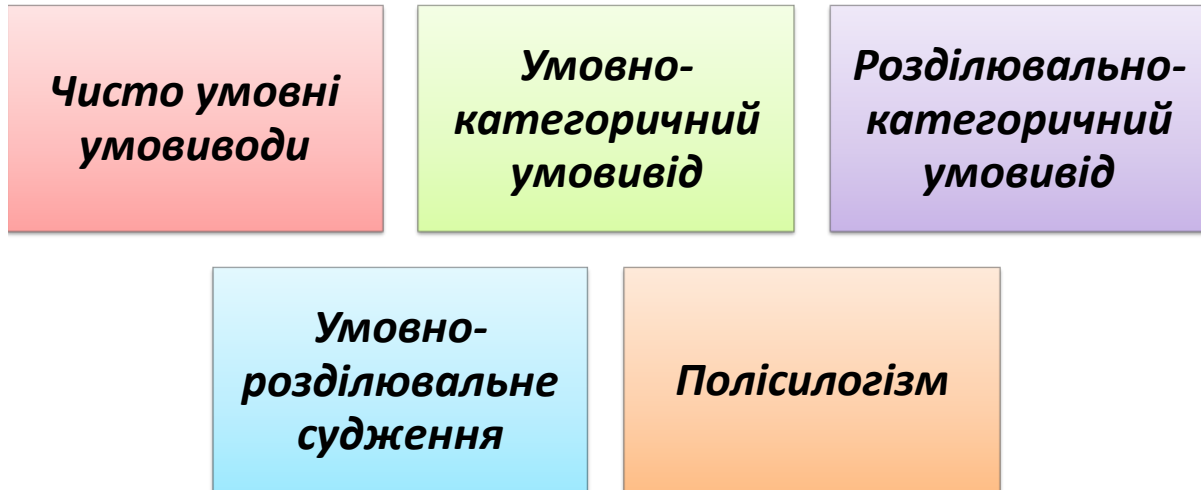 Чисто умовні
умовиводи
Умовно-
категоричний
умовивід
Розділювально-
категоричний
умовивід
Умовно-
розділювальне
судження
Полісилогізм